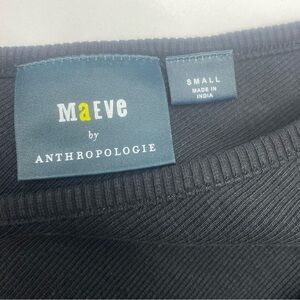 MaEVe
by
ANTHROPOLOGIE
SMALL
MADE IN
INDIA